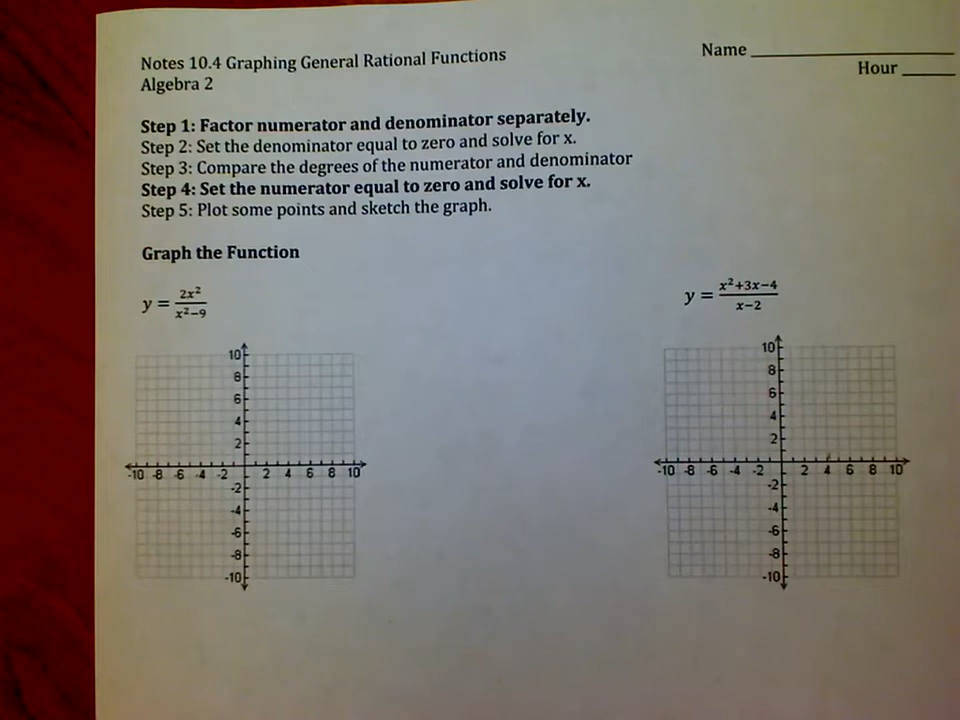 Notes 10.4 Graphing General Rational Functions
Algebra 2
Name ____________________
Hour _____
Step 1: Factor numerator and denominator separately.
Step 2: Set the denominator equal to zero and solve for x.
Step 3: Compare the degrees of the numerator and denominator
Step 4: Set the numerator equal to zero and solve for x.
Step 5: Plot some points and sketch the graph.
Graph the Function
y = 2x²/x²−9
10
8
6
4
2
-10 -8 -6 -4 -2 2 4 6 8 10
-2
-4
-6
-8
-10
y = x²+3x−4/x−2
10
8
6
4
2
-10 -8 -6 -4 -2 2 4 6 8 10
-2
-4
-6
-8
-10